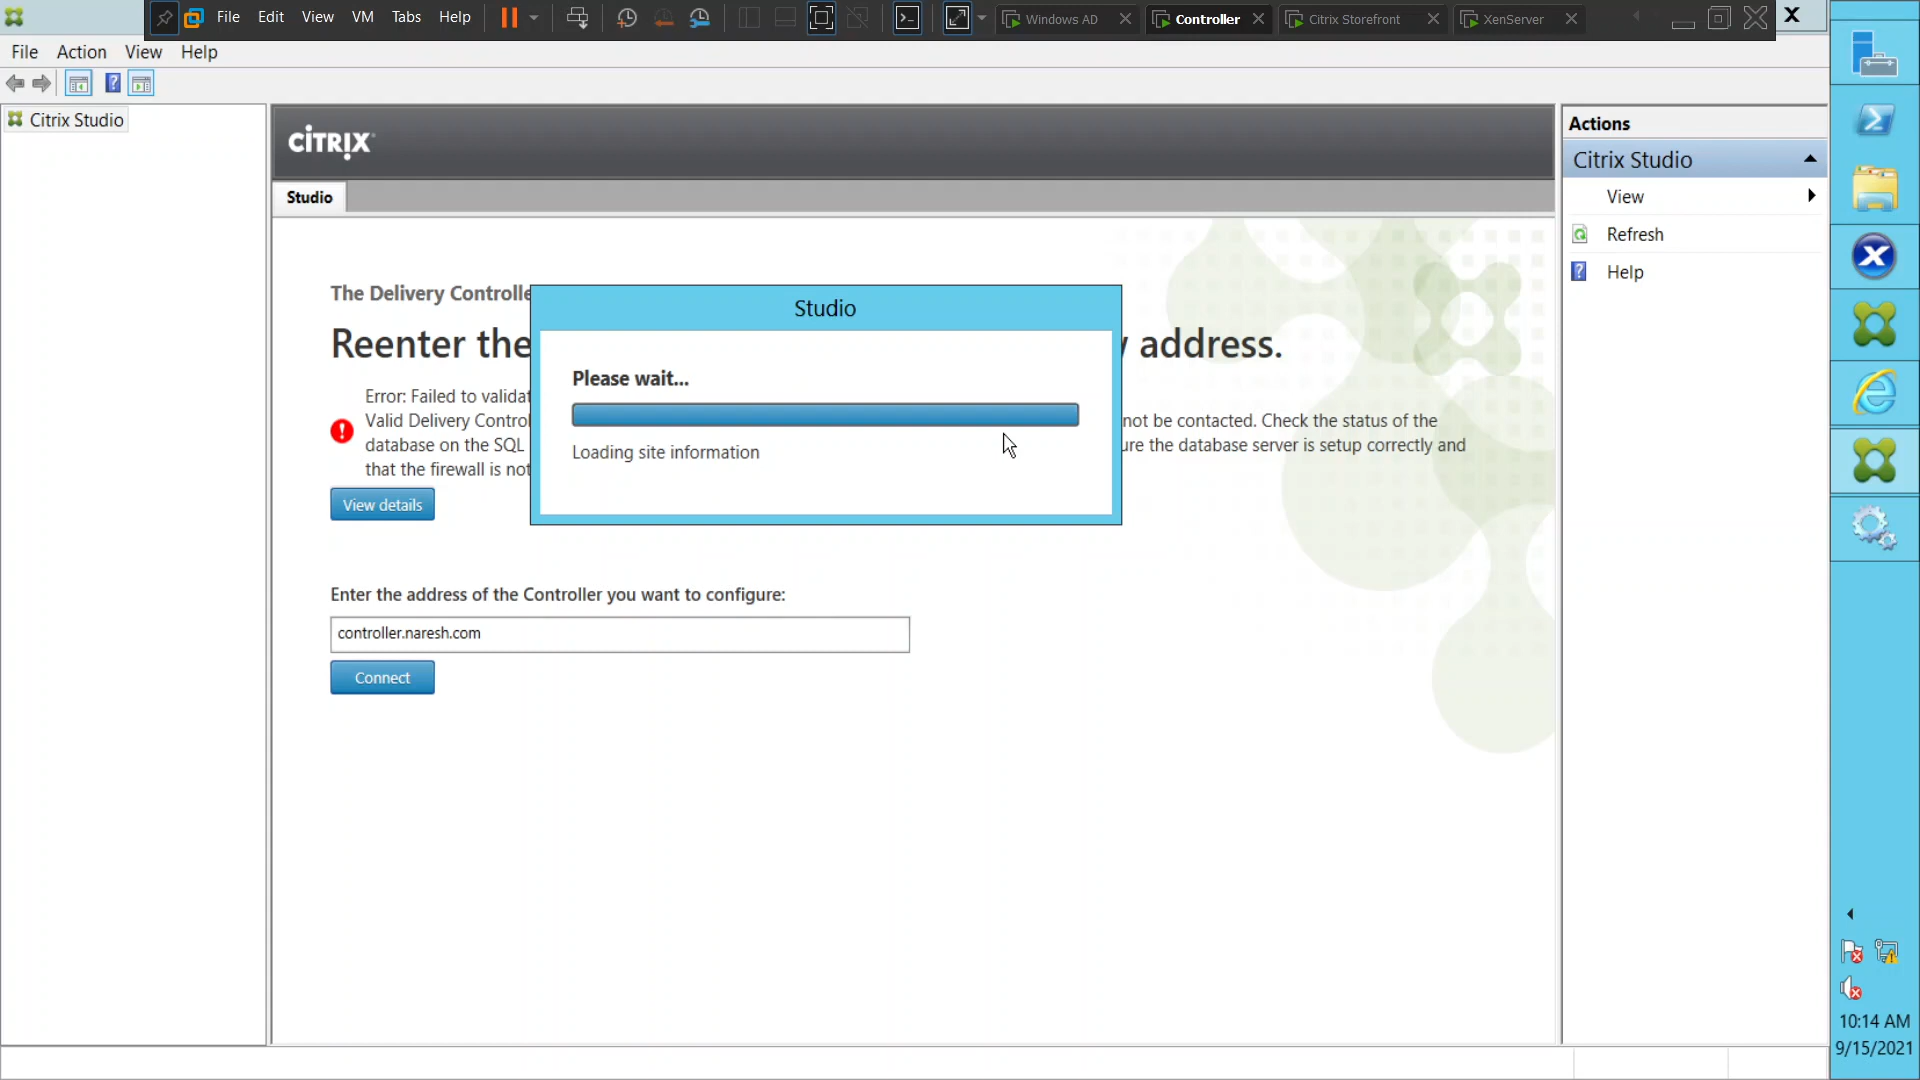 File Edit View VM Tabs Help
Windows AD
Controller
Citrix Storefront
XenServer
X
File Action View Help
Citrix Studio
CİTRIX
Studio
The Delivery Controlle
Reenter the
address.
Error: Failed to validat
Valid Delivery Control
not be contacted. Check the status of the
database on the SQL
ure the database server is setup correctly and
that the firewall is not
View details
Studio
Please wait...
Loading site information
Enter the address of the Controller you want to configure:
controller.naresh.com
Connect
Actions
Citrix Studio
View
Refresh
Help
10:14 AM
9/15/2021